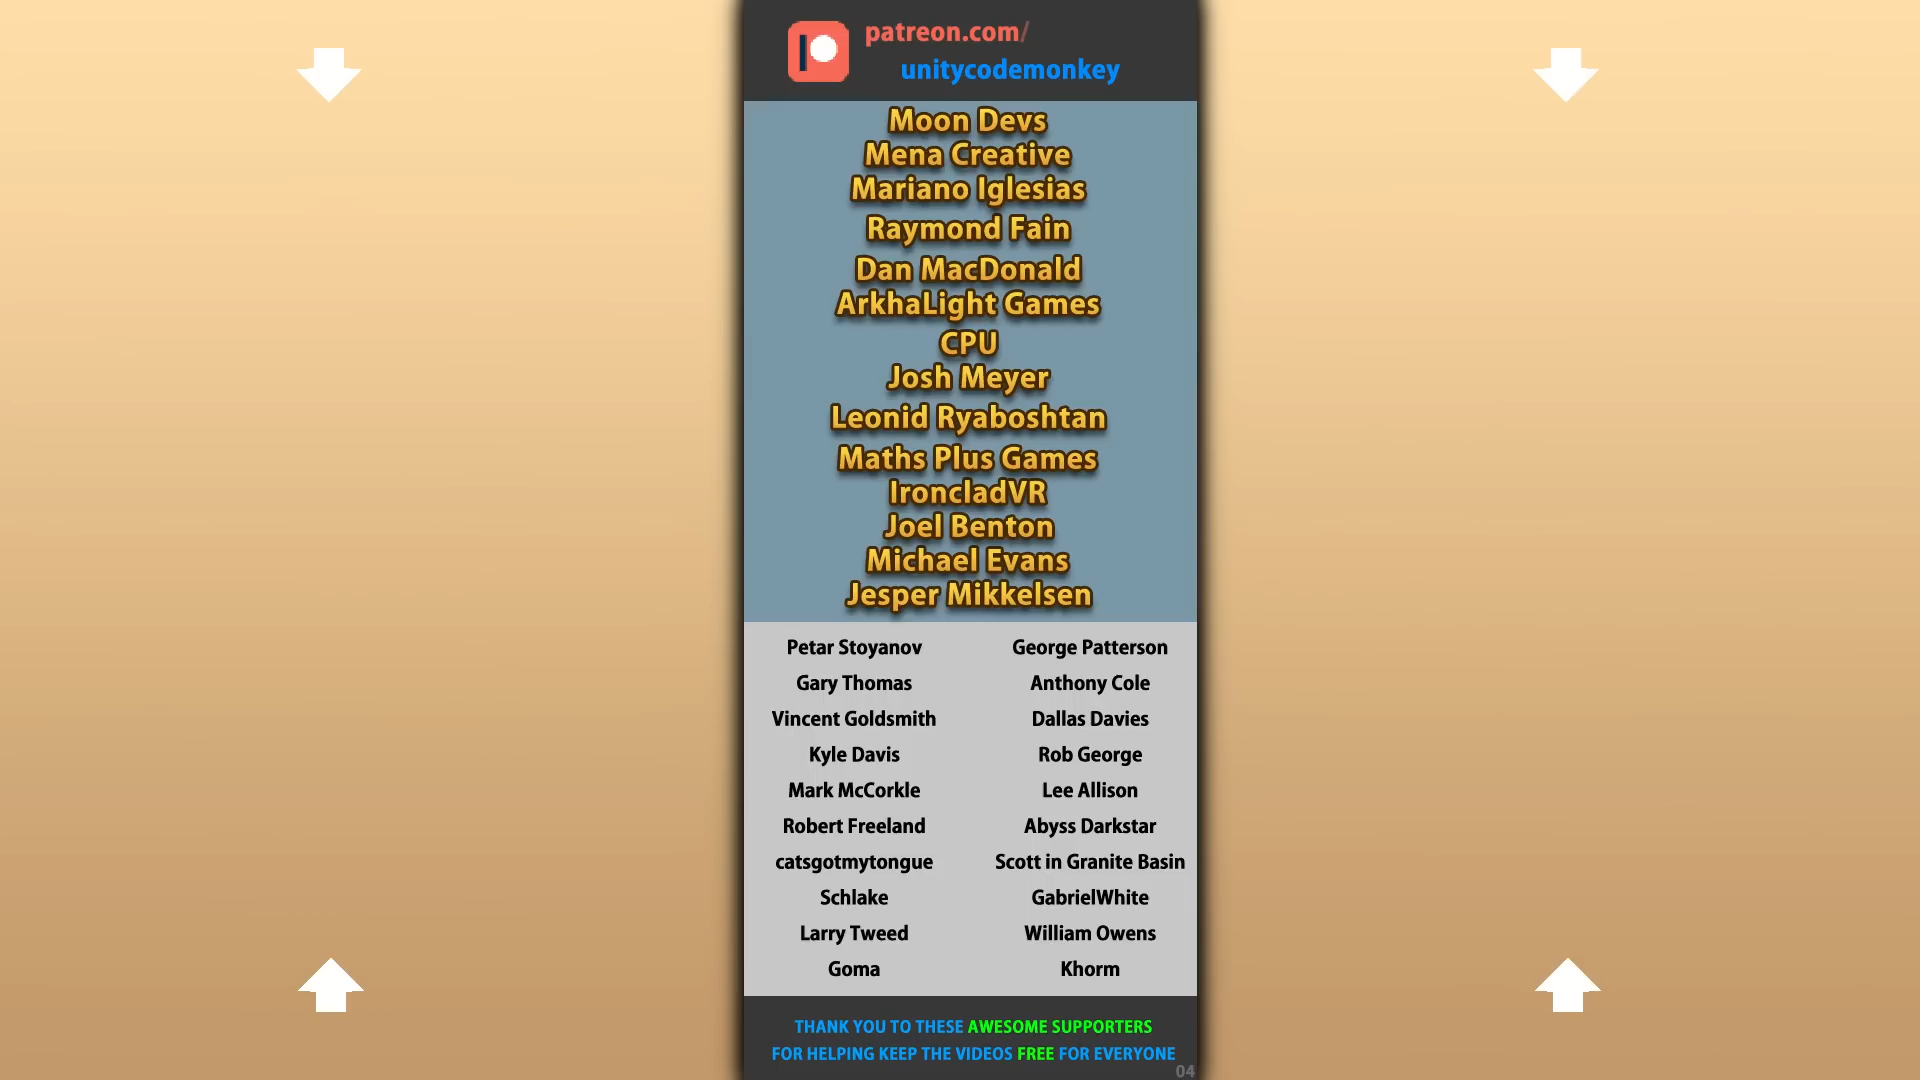 patreon.com/
unitycodemonkey
Moon Devs
Mena Creative
Mariano Iglesias
Raymond Fain
Dan MacDonald
ArkhaLight Games
CPU
Josh Meyer
Leonid Ryaboshtan
Maths Plus Games
IroncladVR
Joel Benton
Michael Evans
Jesper Mikkelsen
Petar Stoyanov
Gary Thomas
Vincent Goldsmith
Kyle Davis
Mark McCorkle
Robert Freeland
catsgotmytongue
Schlake
Larry Tweed
Goma
George Patterson
Anthony Cole
Dallas Davies
Rob George
Lee Allison
Abyss Darkstar
Scott in Granite Basin
GabrielWhite
William Owens
Khorm
THANK YOU TO THESE AWESOME SUPPORTERS
FOR HELPING KEEP THE VIDEOS FREE FOR EVERYONE
04